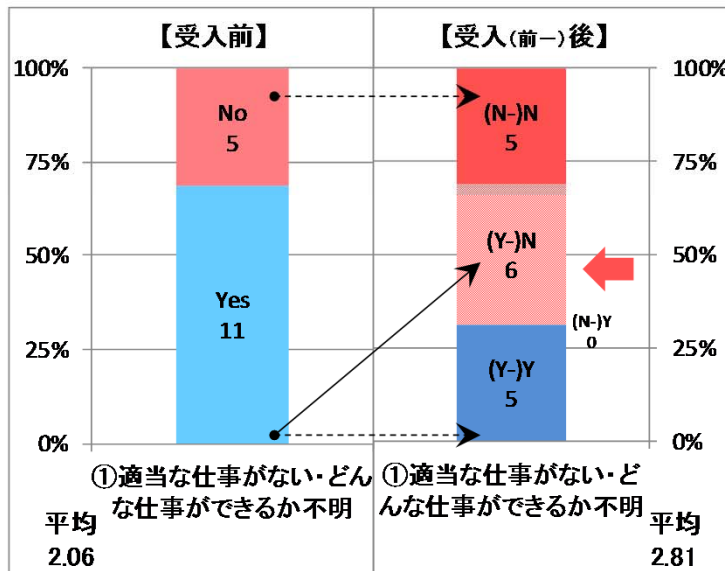 【受入前】
100%
75%
50%
25%
0%
No
5
Yes
11
①適当な仕事がない・どん
な仕事ができるか不明
平均
2.06
【受入(前ー)後】
100%
75%
50%
25%
0%
(N-)N
5
(Y-)N
6
(N-)Y
0
(Y-)Y
5
①適当な仕事がない・ど
んな仕事ができるか不明
平均
2.81